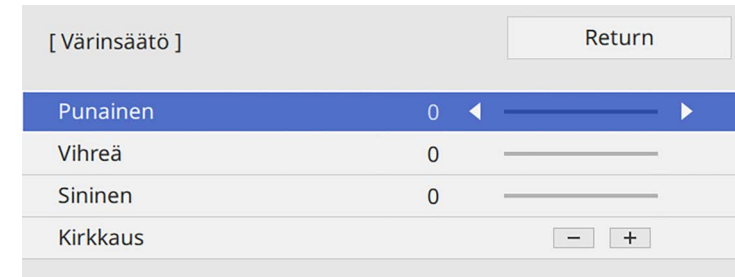 [ Värinsäätö ] Return
Punainen 0
Vihreä 0
Sininen 0
Kirkkaus − +